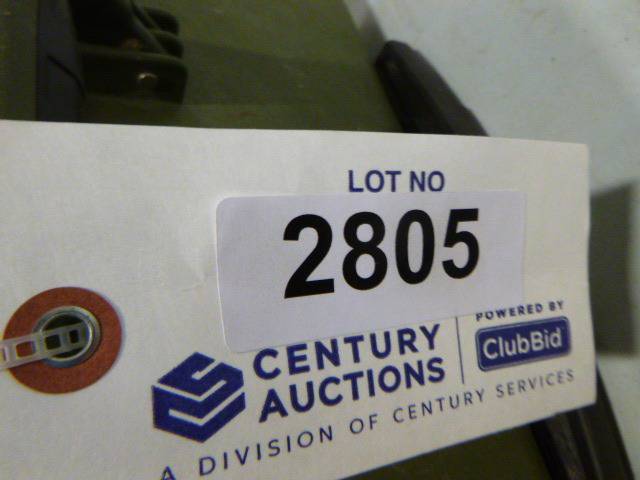 LOT NO
2805
CENTURY
AUCTIONS
POWERED BY
ClubBid
A DIVISION OF CENTURY SERVICES